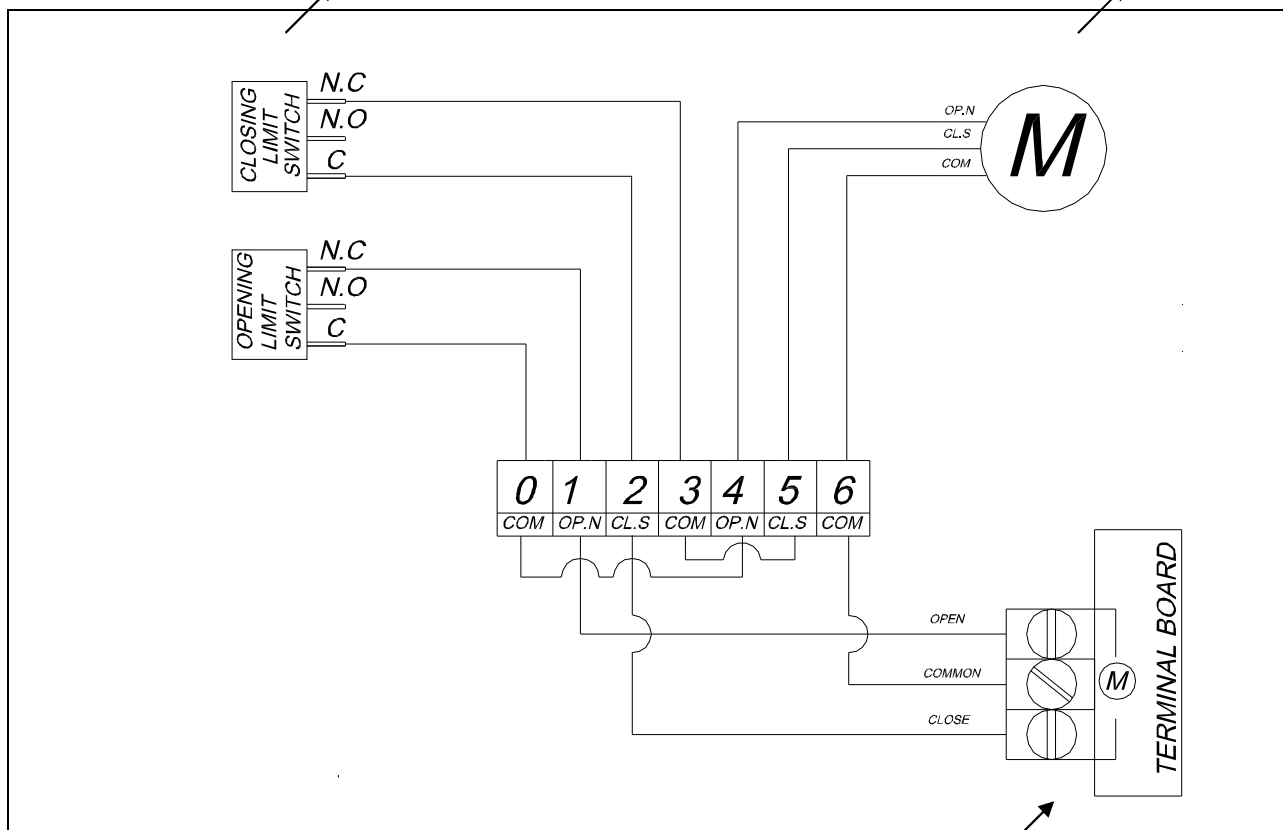 CLOSING
LIMIT
SWITCH
N.C
N.O
C
OPENING
LIMIT
SWITCH
N.C
N.O
C
OP.N
CL.S
COM
M
0 1 2 3 4 5 6
COM OP.N CL.S COM OP.N CL.S COM
OPEN
COMMON
CLOSE
M
TERMINAL BOARD